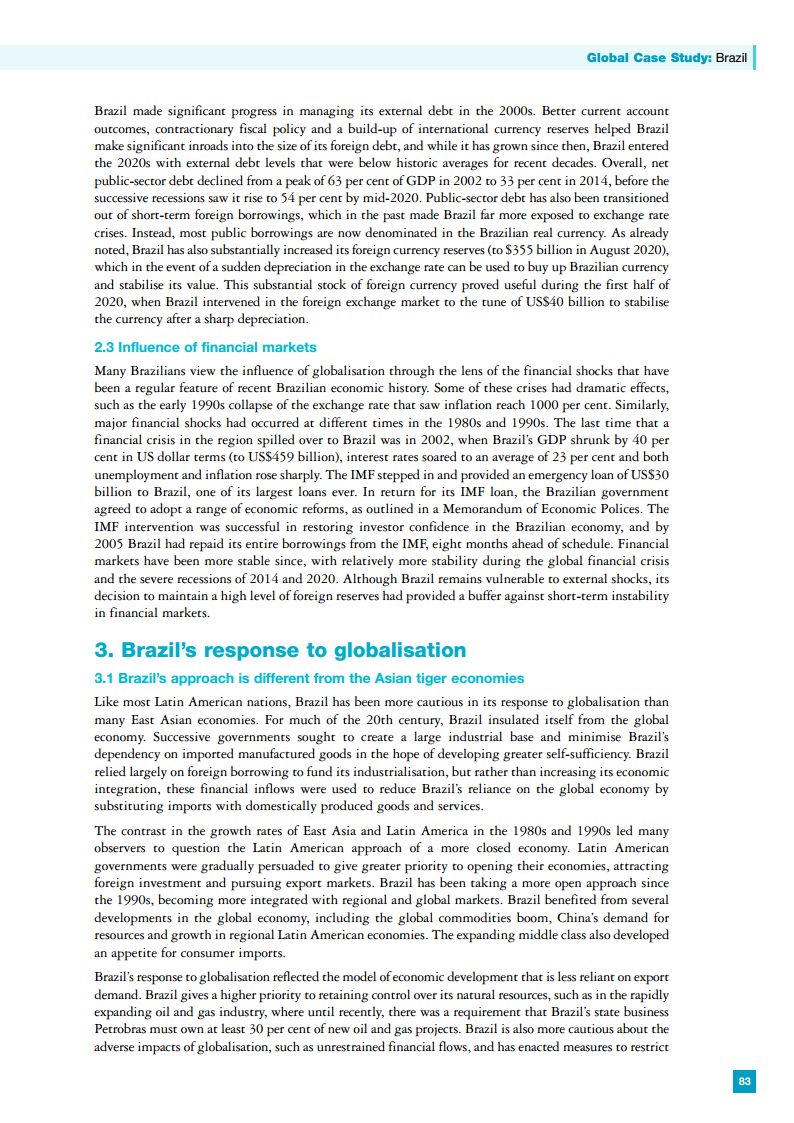 Global Case Study: Brazil
Brazil made significant progress in managing its external debt in the 2000s. Better current account
outcomes, contractionary fiscal policy and a build-up of international currency reserves helped Brazil
make significant inroads into the size of its foreign debt, and while it has grown since then, Brazil entered
the 2020s with external debt levels that were below historic averages for recent decades. Overall, net
public-sector debt declined from a peak of 63 per cent of GDP in 2002 to 33 per cent in 2014, before the
successive recessions saw it rise to 54 per cent by mid-2020. Public-sector debt has also been transitioned
out of short-term foreign borrowings, which in the past made Brazil far more exposed to exchange rate
crises. Instead, most public borrowings are now denominated in the Brazilian real currency. As already
noted, Brazil has also substantially increased its foreign currency reserves (to $355 billion in August 2020),
which in the event of a sudden depreciation in the exchange rate can be used to buy up Brazilian currency
and stabilise its value. This substantial stock of foreign currency proved useful during the first half of
2020, when Brazil intervened in the foreign exchange market to the tune of US$40 billion to stabilise
the currency after a sharp depreciation.
2.3 Influence of financial markets
Many Brazilians view the influence of globalisation through the lens of the financial shocks that have
been a regular feature of recent Brazilian economic history. Some of these crises had dramatic effects,
such as the early 1990s collapse of the exchange rate that saw inflation reach 1000 per cent. Similarly,
major financial shocks had occurred at different times in the 1980s and 1990s. The last time that a
financial crisis in the region spilled over to Brazil was in 2002, when Brazil's GDP shrunk by 40 per
cent in US dollar terms (to US$459 billion), interest rates soared to an average of 23 per cent and both
unemployment and inflation rose sharply. The IMF stepped in and provided an emergency loan of US$30
billion to Brazil, one of its largest loans ever. In return for its IMF loan, the Brazilian government
agreed to adopt a range of economic reforms, as outlined in a Memorandum of Economic Polices. The
IMF intervention was successful in restoring investor confidence in the Brazilian economy, and by
2005 Brazil had repaid its entire borrowings from the IMF, eight months ahead of schedule. Financial
markets have been more stable since, with relatively more stability during the global financial crisis
and the severe recessions of 2014 and 2020. Although Brazil remains vulnerable to external shocks, its
decision to maintain a high level of foreign reserves had provided a buffer against short-term instability
in financial markets.
3. Brazil's response to globalisation
3.1 Brazil's approach is different from the Asian tiger economies
Like most Latin American nations, Brazil has been more cautious in its response to globalisation than
many East Asian economies. For much of the 20th century, Brazil insulated itself from the global
economy. Successive governments sought to create a large industrial base and minimise Brazil's
dependency on imported manufactured goods in the hope of developing greater self-sufficiency. Brazil
relied largely on foreign borrowing to fund its industrialisation, but rather than increasing its economic
integration, these financial inflows were used to reduce Brazil's reliance on the global economy by
substituting imports with domestically produced goods and services.
The contrast in the growth rates of East Asia and Latin America in the 1980s and 1990s led many
observers to question the Latin American approach of a more closed economy. Latin American
governments were gradually persuaded to give greater priority to opening their economies, attracting
foreign investment and pursuing export markets. Brazil has been taking a more open approach since
the 1990s, becoming more integrated with regional and global markets. Brazil benefited from several
developments in the global economy, including the global commodities boom, China's demand for
resources and growth in regional Latin American economies. The expanding middle class also developed
an appetite for consumer imports.
Brazil's response to globalisation reflected the model of economic development that is less reliant on export
demand. Brazil gives a higher priority to retaining control over its natural resources, such as in the rapidly
expanding oil and gas industry, where until recently, there was a requirement that Brazil's state business
Petrobras must own at least 30 per cent of new oil and gas projects. Brazil is also more cautious about the
adverse impacts of globalisation, such as unrestrained financial flows, and has enacted measures to restrict
83